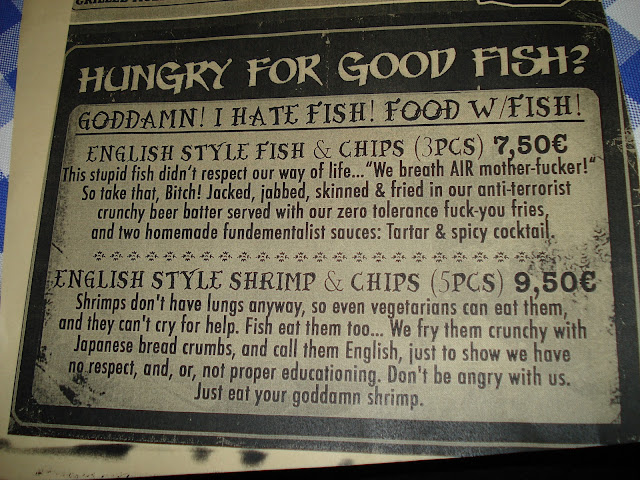 HUNGRY FOR GOOD FISH?
GODDAMN! I HATE FISH! FOOD W/FISH!
ENGLISH STYLE FISH & CHIPS (3PCS) 7,50€
This stupid fish didn't respect our way of life..."We breath AIR mother-fucker!"
So take that, Bitch! Jacked, jabbed, skinned & fried in our anti-terrorist
crunchy beer batter served with our zero tolerance fuck-you fries,
and two homemade fundementalist sauces: Tartar & spicy cocktail.
ENGLISH STYLE SHRIMP & CHIPS (5PCS) 9,50€
Shrimps don't have lungs anyway, so even vegetarians can eat them,
and they can't cry for help. Fish eat them too... We fry them crunchy with
Japanese bread crumbs, and call them English, just to show we have
no respect, and, or, not proper educationing. Don't be angry with us.
Just eat your goddamn shrimp.